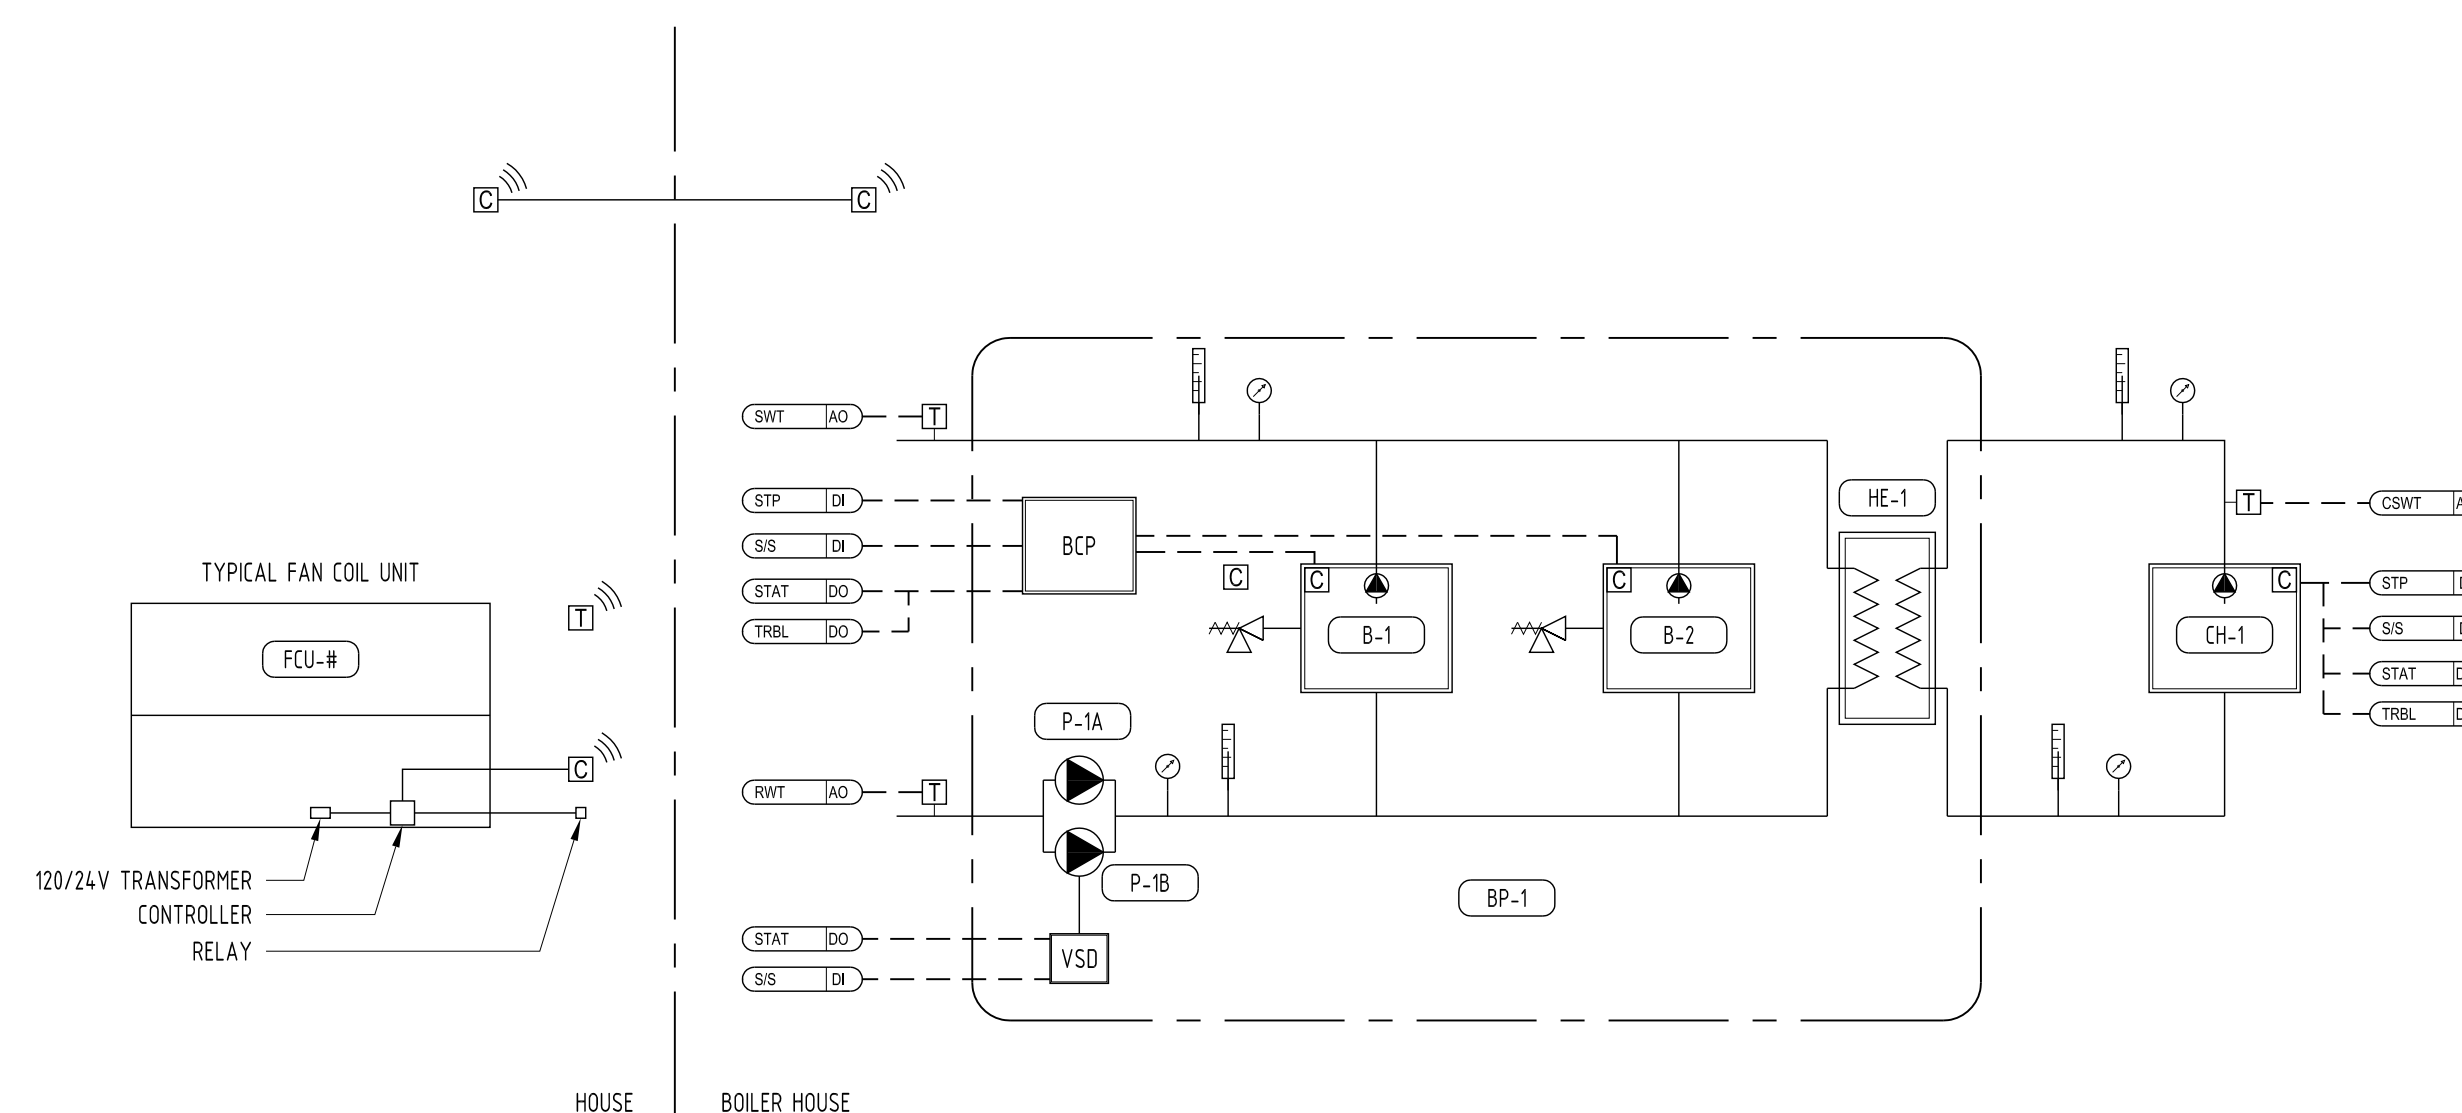 C
C
SWT AO
T
STP DI
S/S DI
STAT DO
TRBL DO
BCP
C
C
C
B-1
B-2
HE-1
T
CSWT
C
CH-1
STP
S/S
STAT
TRBL
TYPICAL FAN COIL UNIT
FCU-#
T
C
120/24V TRANSFORMER
CONTROLLER
RELAY
P-1A
RWT AO
T
P-1B
BP-1
STAT DO
S/S DI
VSD
HOUSE
BOILER HOUSE